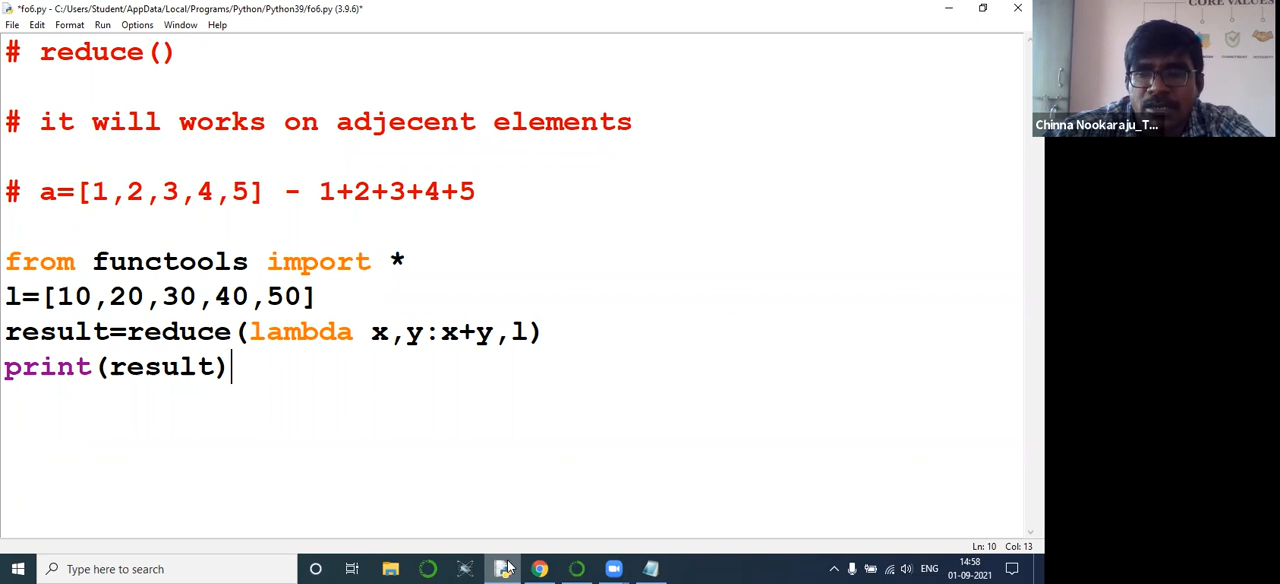 *fo6.py - C:/Users/Student/AppData/Local/Programs/Python/Python39/fo6.py (3.9.6)*
File Edit Format Run Options Window Help
# reduce()
# it will works on adjecent elements
# a=[1,2,3,4,5] - 1+2+3+4+5
from functools import *
l=[10,20,30,40,50]
result=reduce(lambda x,y:x+y,l)
print(result)
Ln: 10 Col: 13
CORE VALUES
Chinna Nookaraju_T...
Type here to search
ENG
14:58
01-09-2021